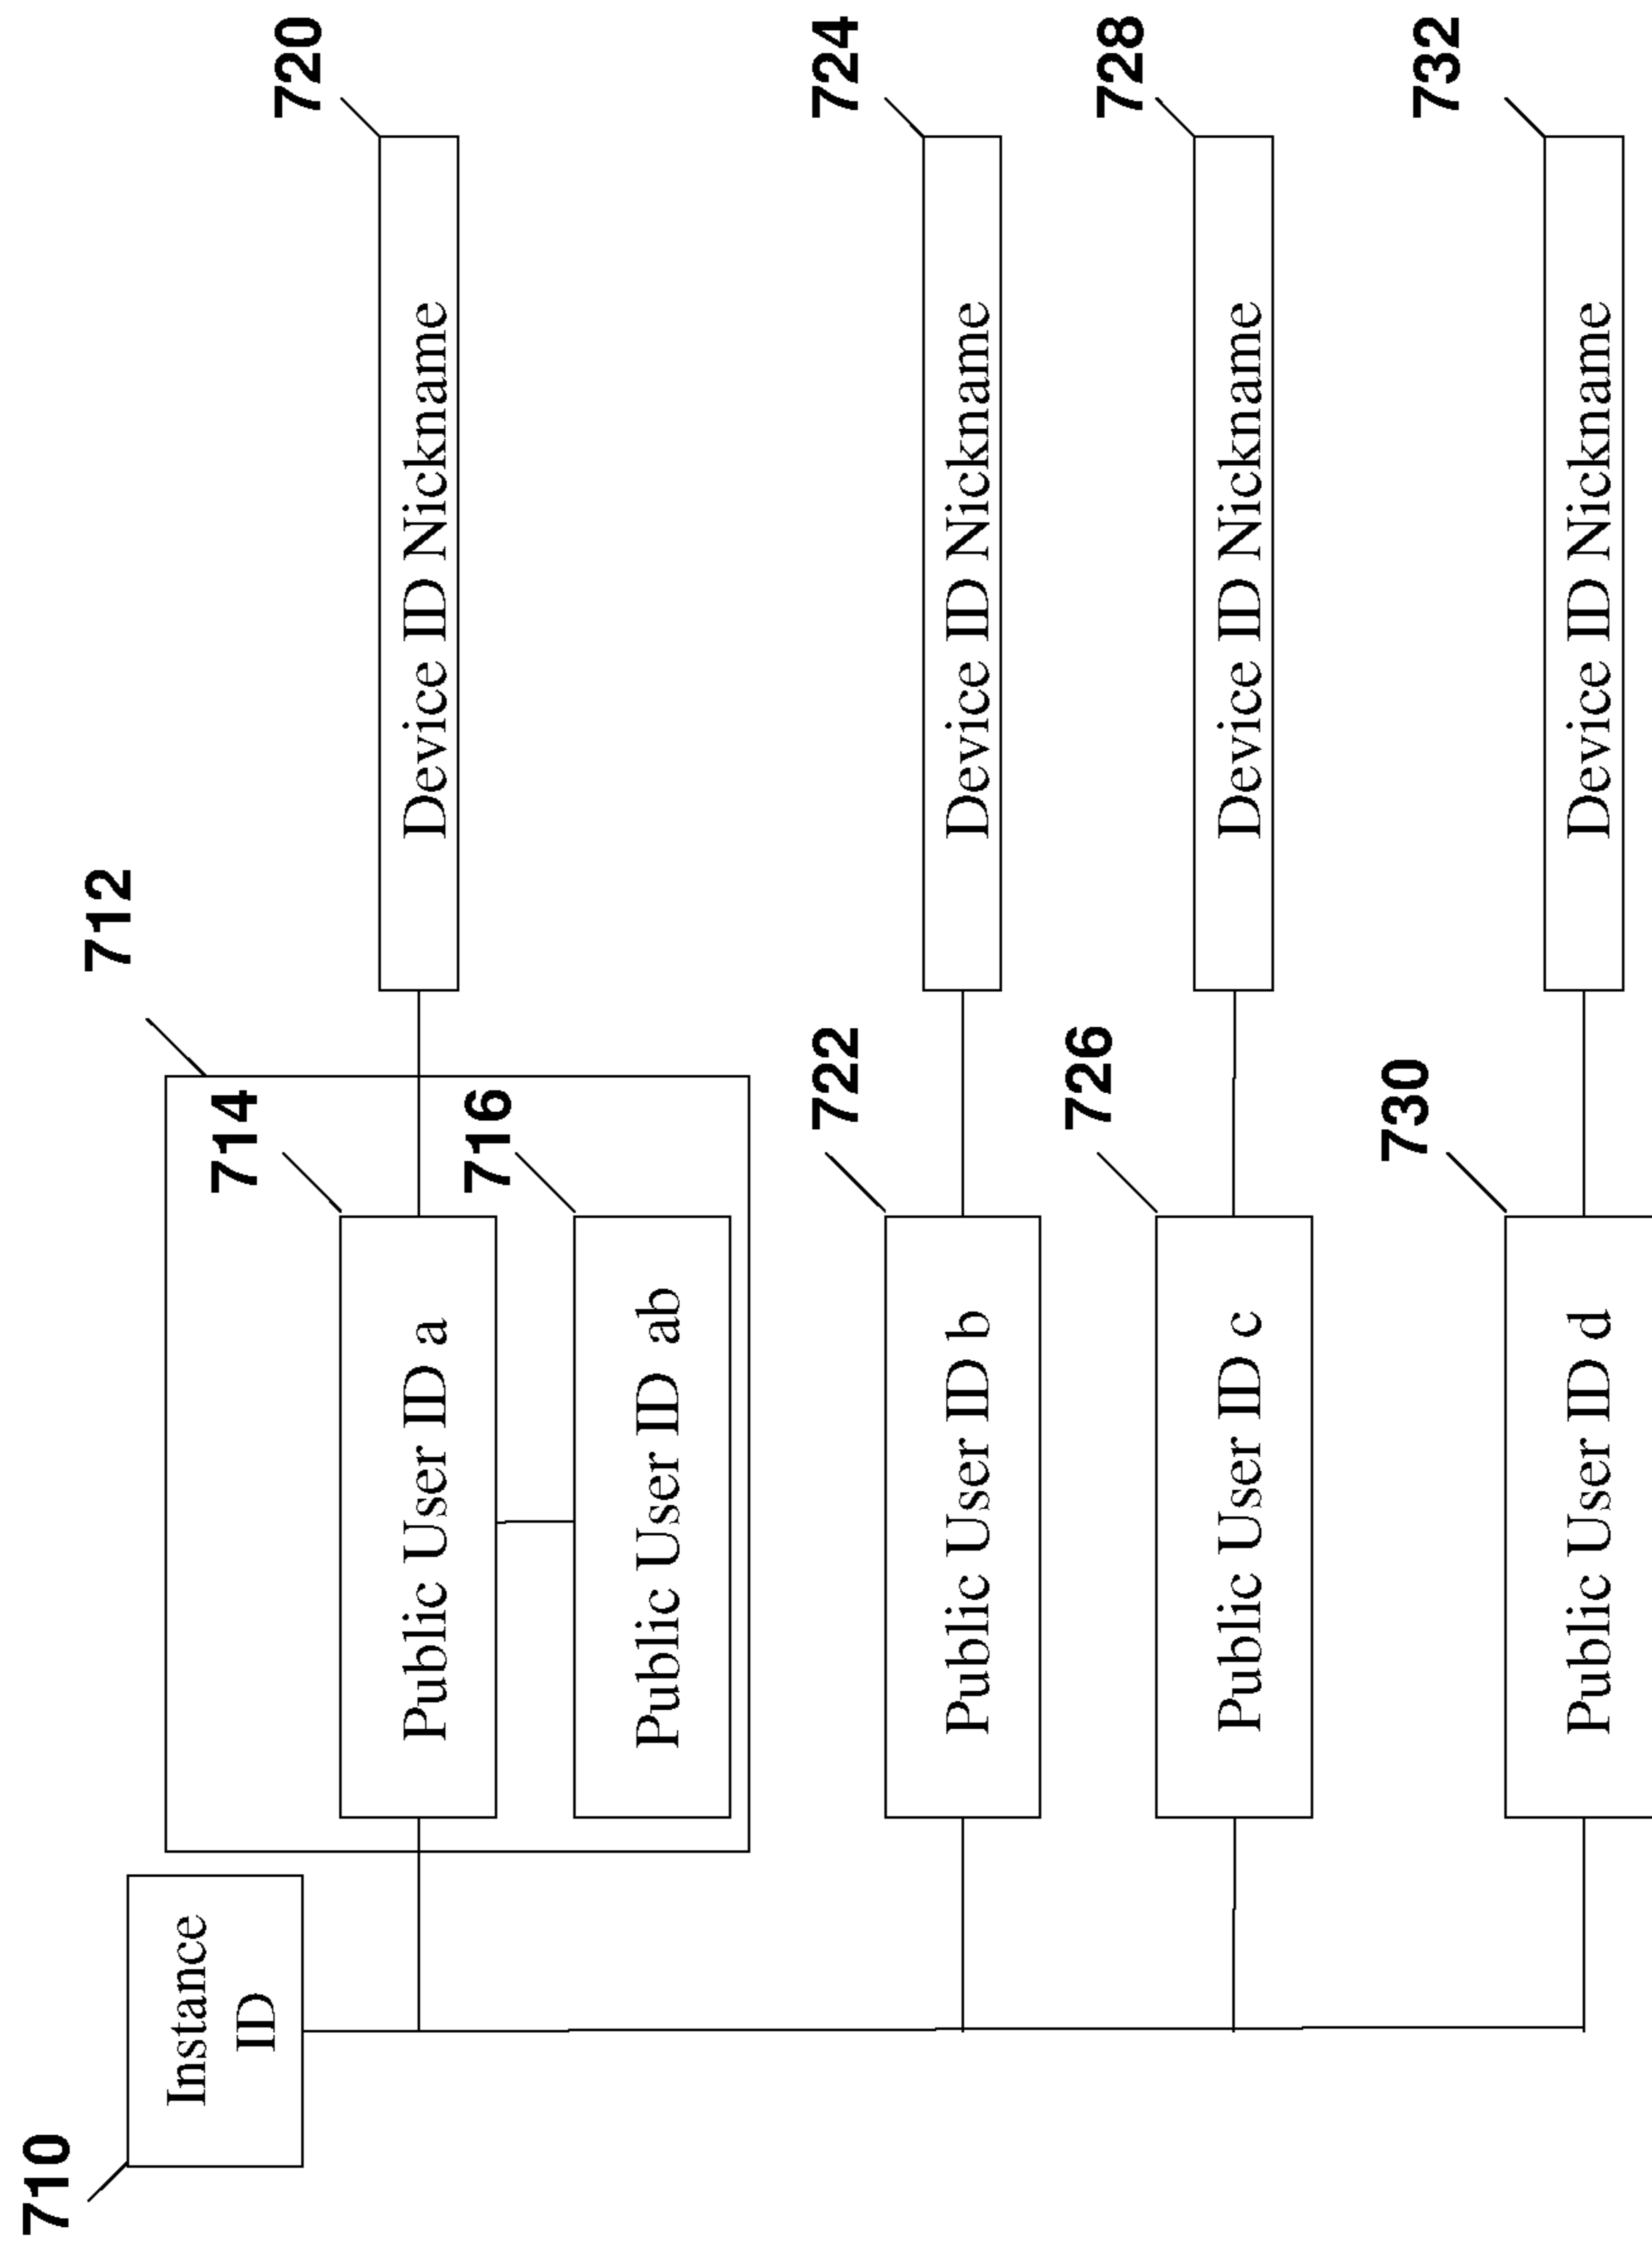 710
Instance
ID
712
714
Public User ID a
720
Device ID Nickname
716
Public User ID ab
722
Public User ID b
724
Device ID Nickname
726
Public User ID c
728
Device ID Nickname
730
Public User ID d
732
Device ID Nickname